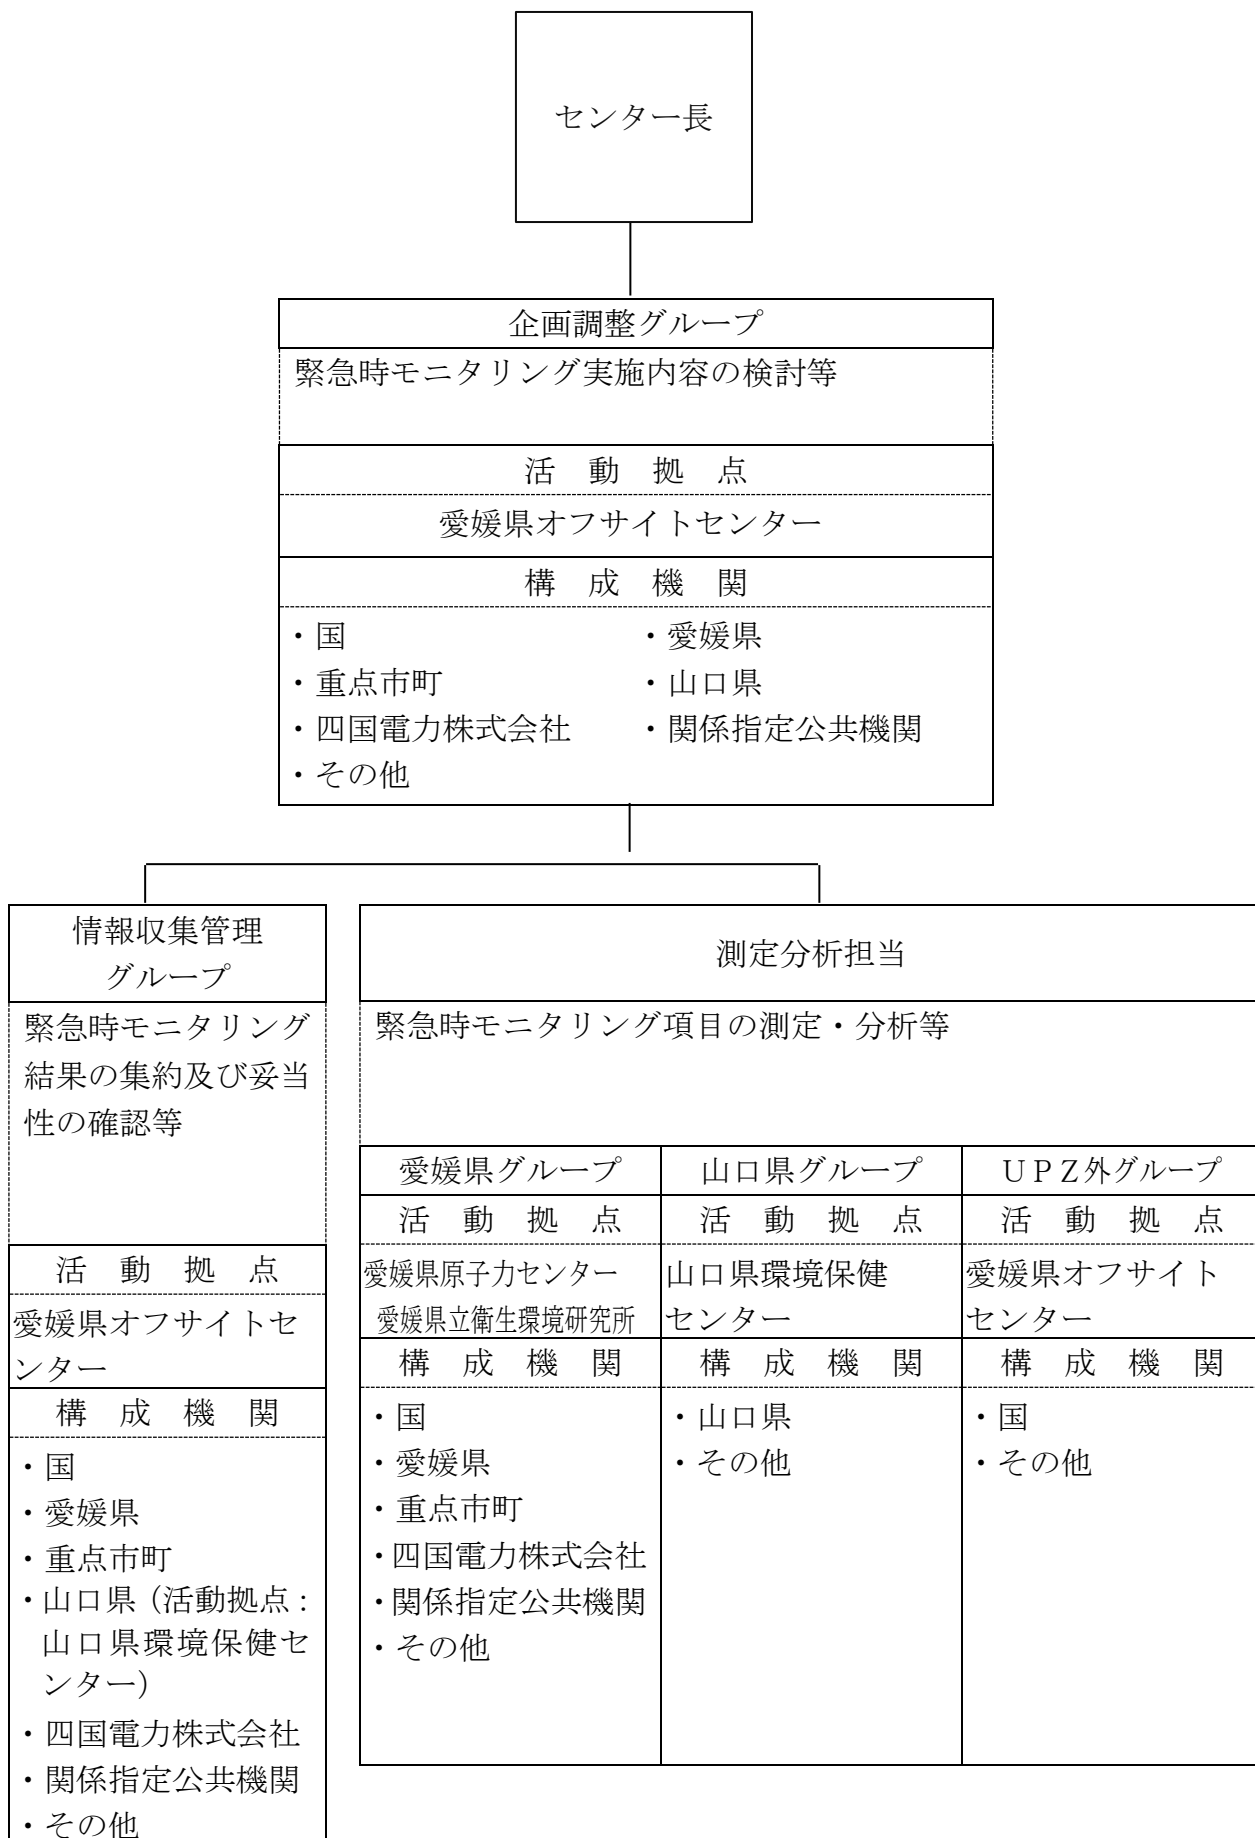 センター長
企画調整グループ
緊急時モニタリング実施内容の検討等
活 動 拠 点
愛媛県オフサイトセンター
構 成 機 関
・国
・愛媛県
・重点市町
・山口県
・四国電力株式会社
・関係指定公共機関
・その他
情報収集管理
グループ
緊急時モニタリング
結果の集約及び妥当
性の確認等
活 動 拠 点
愛媛県オフサイトセ
ンター
構 成 機 関
・国
・愛媛県
・重点市町
・山口県（活動拠点：
山口県環境保健セ
ンター）
・四国電力株式会社
・関係指定公共機関
・その他
測定分析担当
緊急時モニタリング項目の測定・分析等
愛媛県グループ
活 動 拠 点
愛媛県原子力センター
愛媛県立衛生環境研究所
構 成 機 関
・国
・愛媛県
・重点市町
・四国電力株式会社
・関係指定公共機関
・その他
山口県グループ
活 動 拠 点
山口県環境保健
センター
構 成 機 関
・山口県
・その他
ＵＰＺ外グループ
活 動 拠 点
愛媛県オフサイト
センター
構 成 機 関
・国
・その他